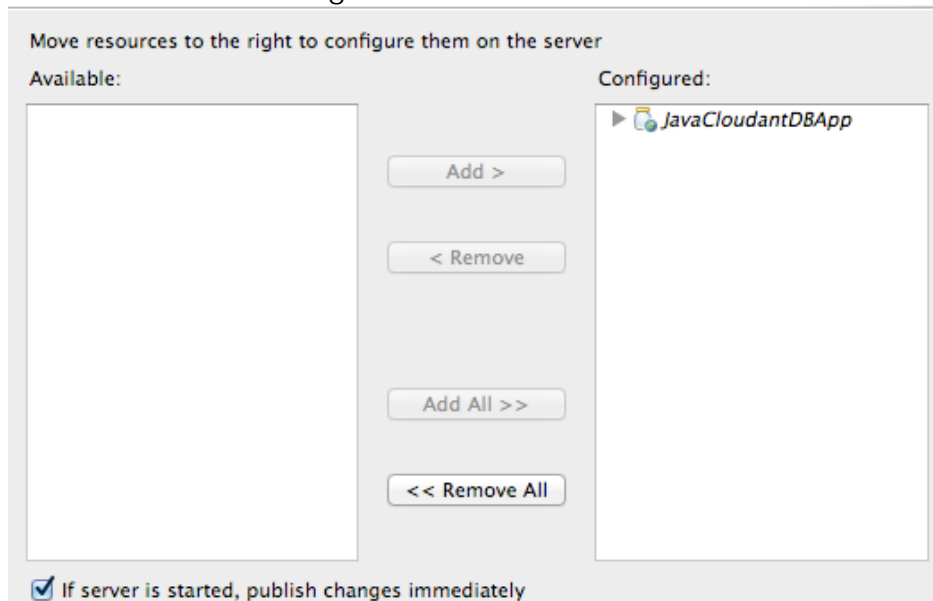 Move resources to the right to configure them on the server
Available:
Configured:
JavaCloudantDBApp
Add >
< Remove
Add All >>
<< Remove All
If server is started, publish changes immediately